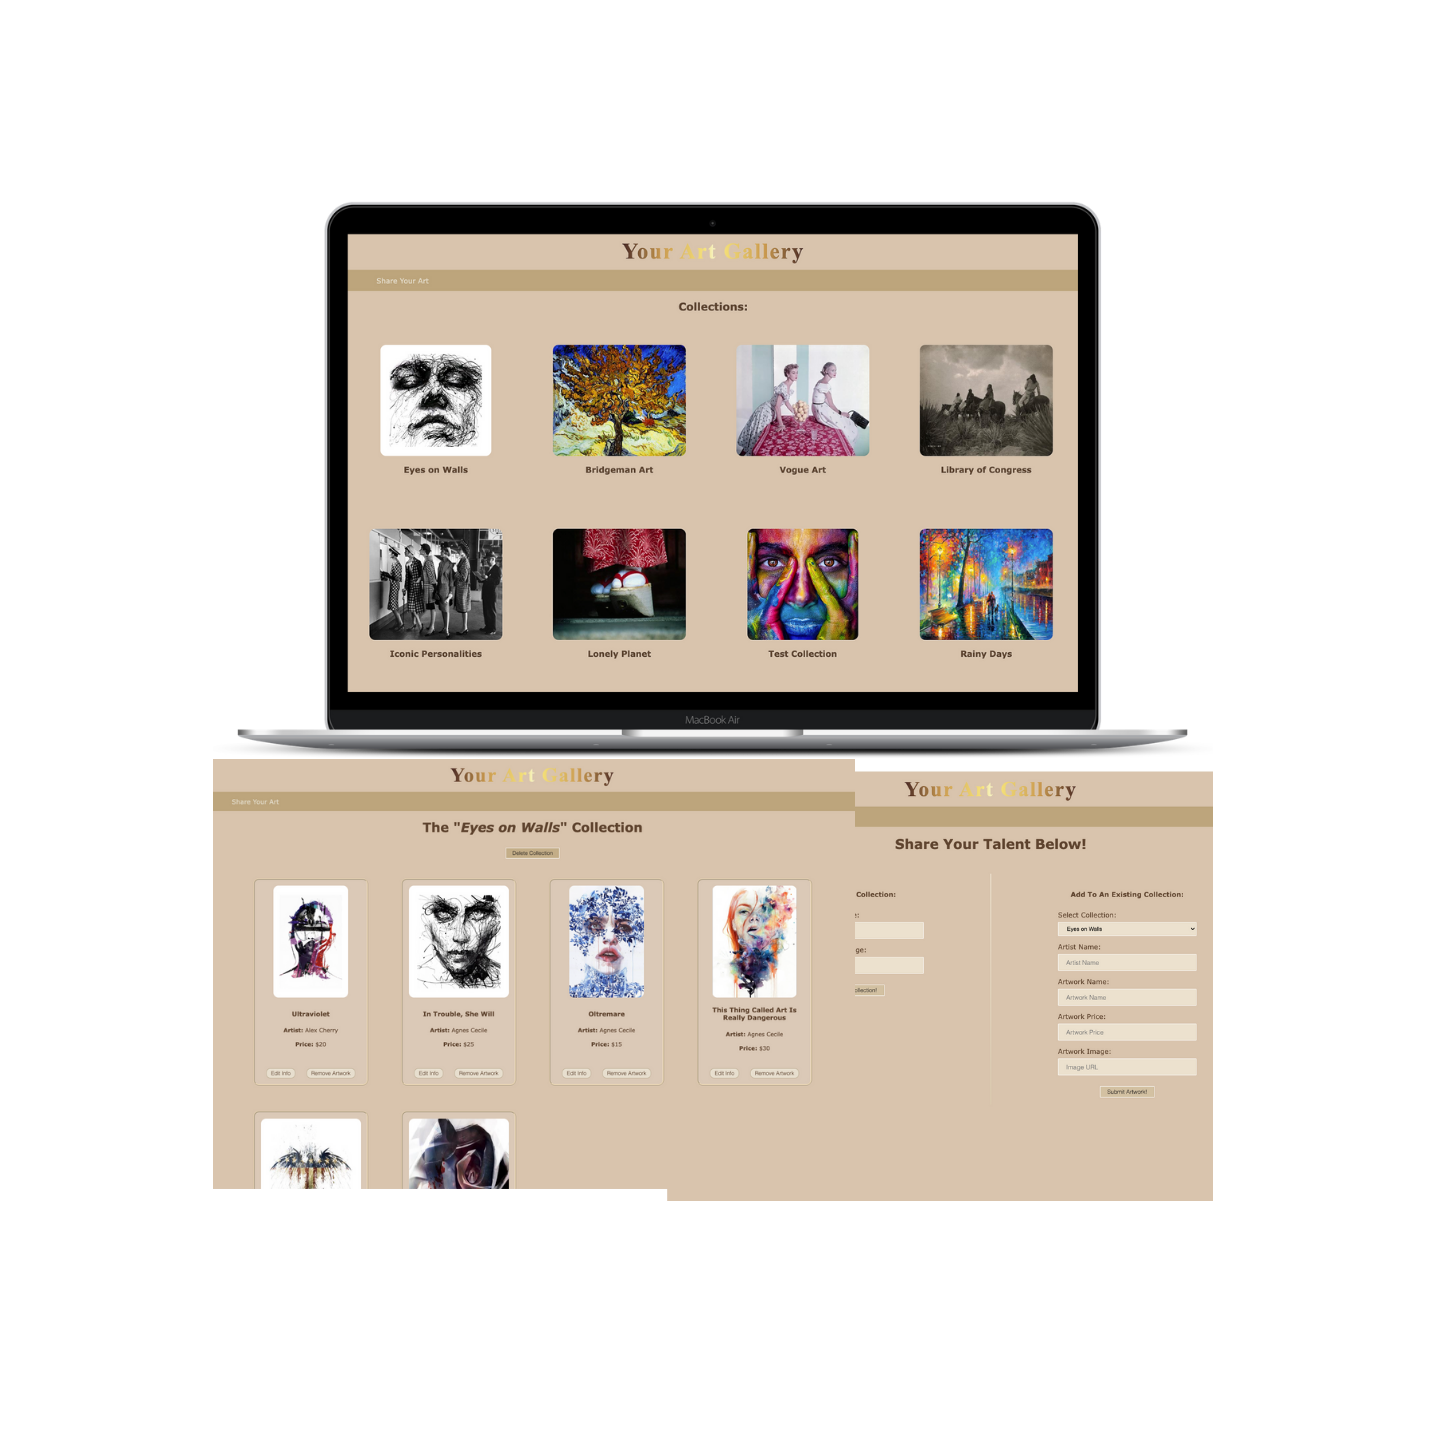 Your Art Gallery
Share Your Art
Collections:
Eyes on Walls
Bridgeman Art
Vogue Art
Library of Congress
Iconic Personalities
Lonely Planet
Test Collection
Rainy Days
MacBook Air
Your Art Gallery
Share Your Art
The "Eyes on Walls" Collection
Delete Collection
Ultraviolet
Artist: Alex Cherry
Price: $20
Edit Info
Remove Artwork
In Trouble, She Will
Artist: Agnes Cecile
Price: $25
Edit Info
Remove Artwork
Oltremare
Artist: Agnes Cecile
Price: $15
Edit Info
Remove Artwork
This Thing Called Art Is
Really Dangerous
Artist: Agnes Cecile
Price: $30
Edit Info
Remove Artwork
Your Art Gallery
Share Your Talent Below!
Collection:
Add To An Existing Collection:
Select Collection:
Eyes on Walls
Artist Name:
Artist Name
Artwork Name:
Artwork Name
Artwork Price:
Artwork Price
Artwork Image:
Image URL
Submit Artwork!